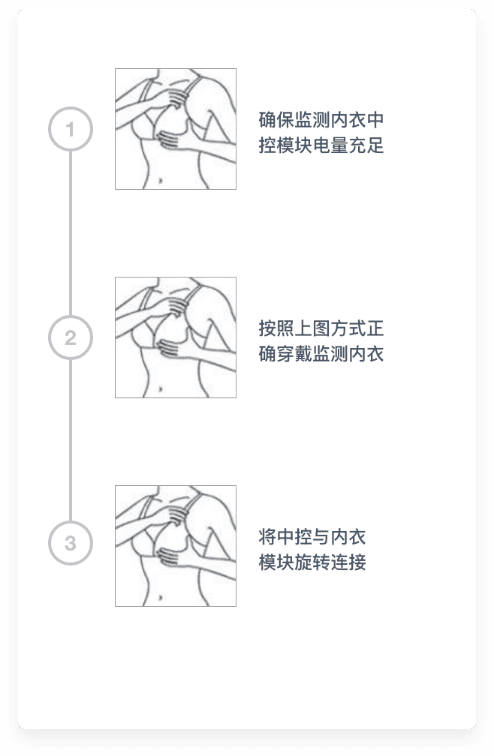 1
确保监测内衣中
控模块电量充足
2
按照上图方式正
确穿戴监测内衣
3
将中控与内衣
模块旋转连接